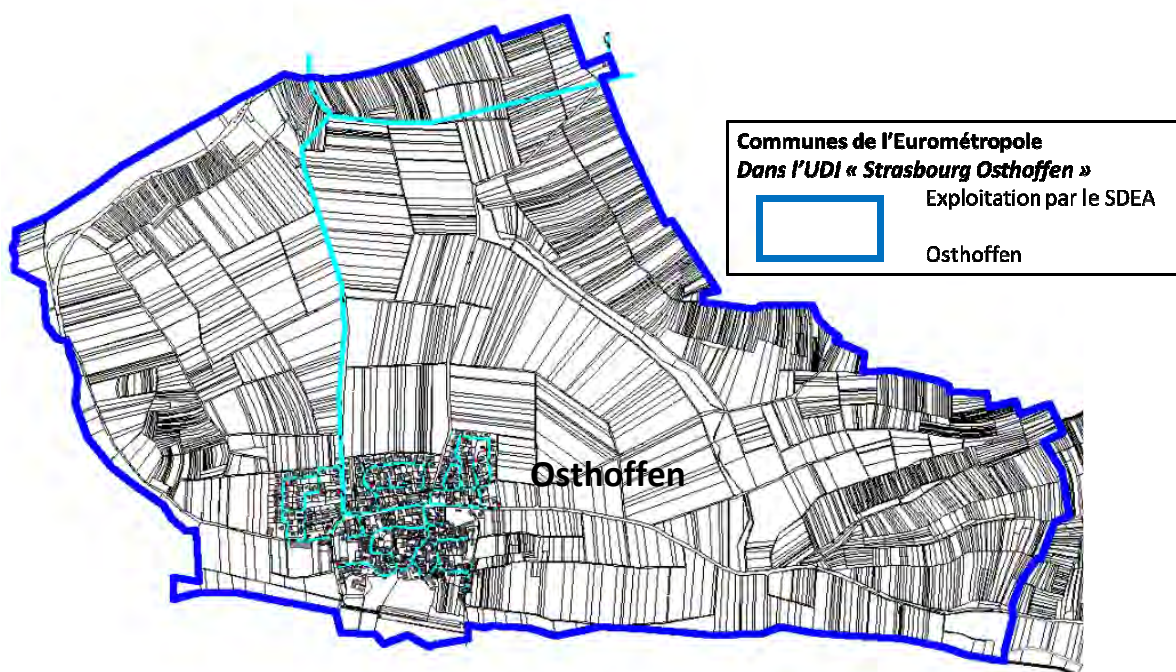 Communes de l’Eurométropole
Dans l’UDI « Strasbourg Osthoffen »
Exploitation par le SDEA
Osthoffen
Osthoffen